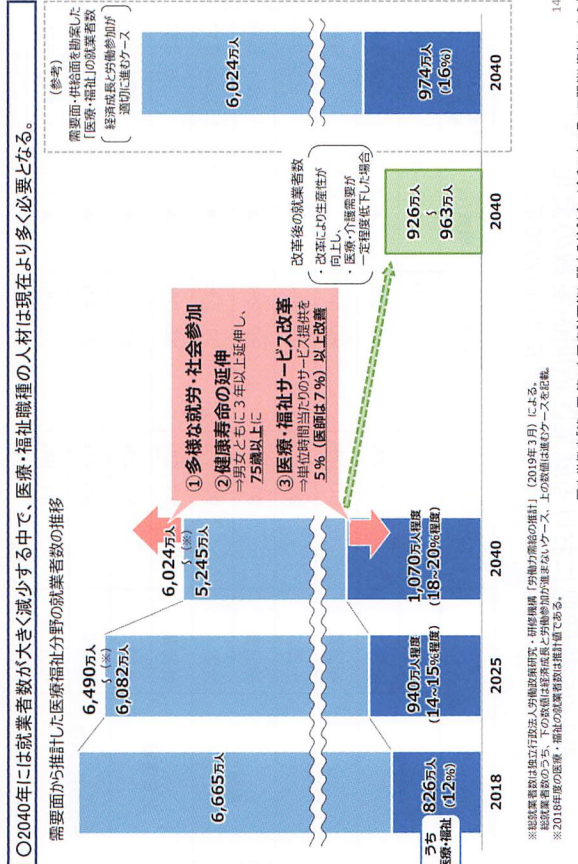 ○2040年には就業者数が大きく減少する中で、医療・福祉職種の人材は現在より多く必要となる。
需要面から推計した医療福祉分野の就業者数の推移
6,665万人
826万人
(12%)
うち
医療・福祉
2018
6,490万人
～(※)
6,082万人
940万人程度
(14~15%程度)
2025
6,024万人
～(※)
5,245万人
1,070万人程度
(18~20%程度)
2040
①多様な就労・社会参加
②健康寿命の延伸
⇒男女ともに3年以上延伸し、
75歳以上に
③医療・福祉サービス改革
⇒単位時間当たりのサービス提供を
5%（医師は7%）以上改善
改革後の就業者数
・改革により生産性が
向上し、
・医療・介護需要が
一定程度低下した場合
926万人
～
963万人
2040
（参考）
需要面・供給面を勘案した
「医療・福祉」の就業者数
経済成長と労働参加が
適切に進むケース
6,024万人
974万人
(16%)
2040
※総就業者数は独立行政法人労働政策研究・研修機構「労働力需給の推計」（2019年3月）による。
総就業者数のうち、下の数値は経済成長と労働参加が進まないケース、上の数値は進むケースを記載。
※2018年度の医療・福祉の就業者数は推計値である。
14